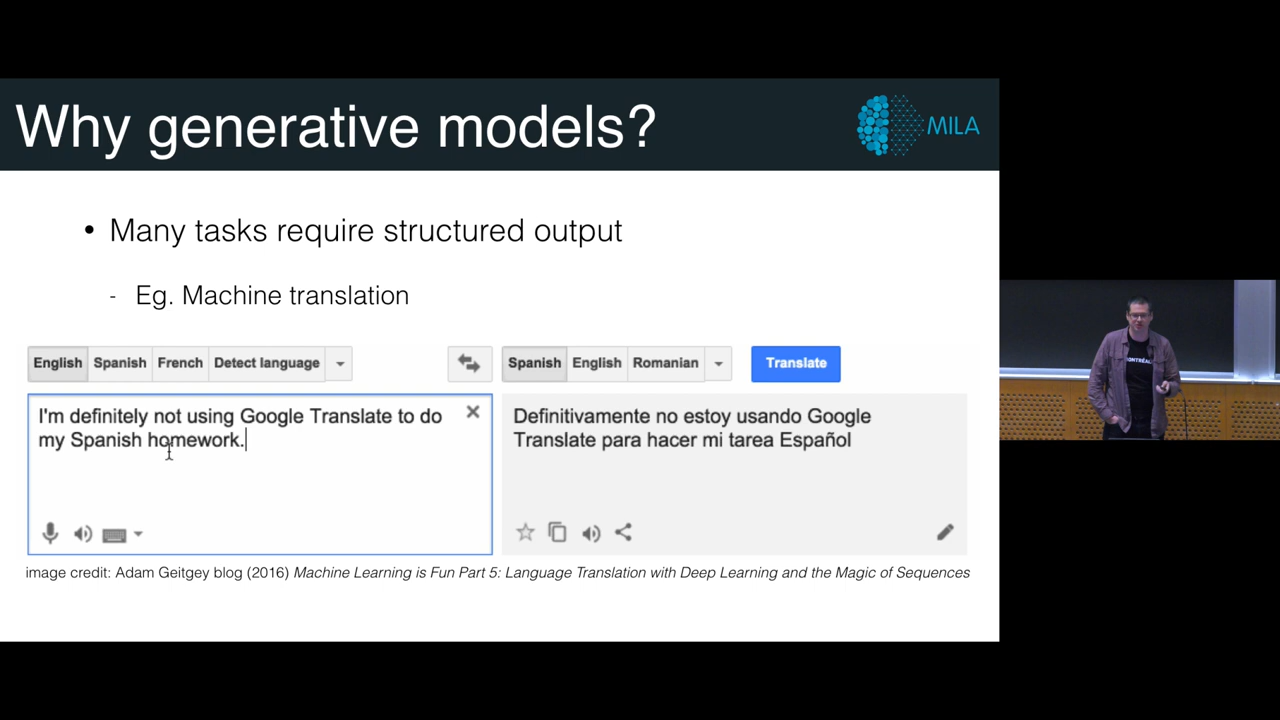 Why generative models?
MILA
• Many tasks require structured output
- Eg. Machine translation
English Spanish French Detect language
Spanish English Romanian Translate
I'm definitely not using Google Translate to do
my Spanish homework.
Definitivamente no estoy usando Google
Translate para hacer mi tarea Español
image credit: Adam Geitgey blog (2016) Machine Learning is Fun Part 5: Language Translation with Deep Learning and the Magic of Sequences